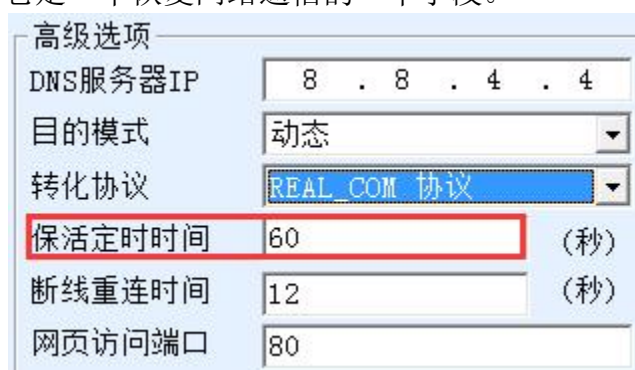 高级选项
DNS服务器IP 8 . 8 . 4 . 4
目的模式 动态
转化协议 REAL_COM 协议
保活定时时间 60 (秒)
断线重连时间 12 (秒)
网页访问端口 80